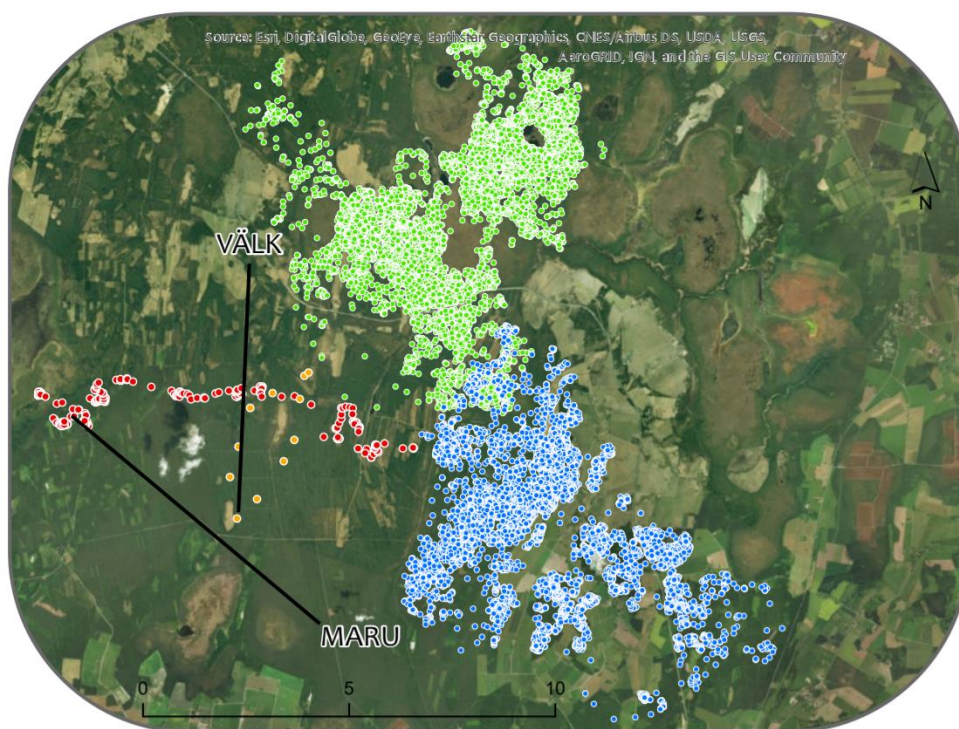 Source: Esri, DigitalGlobe, GeoEye, Earthstar Geographics, CNES/Airbus DS, USDA, USGS,
AeroGRID, IGN, and the GIS User Community
N
VÄLK
MARU
0 5 10